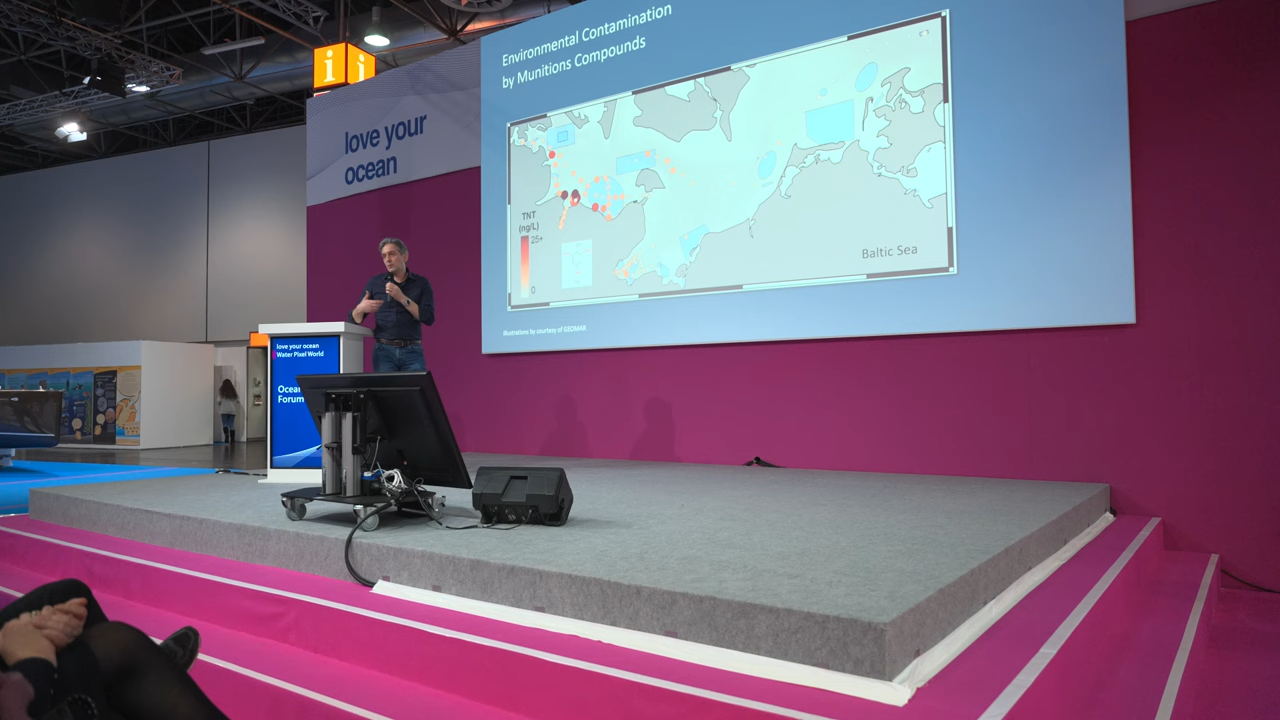 Environmental Contamination
by Munitions Compounds
i i
love your
ocean
TNT
(ng/L)
25+
0
Baltic Sea
Illustrations by courtesy of GEOMAR
love your ocean
Water Pixel World
Ocean
Forum